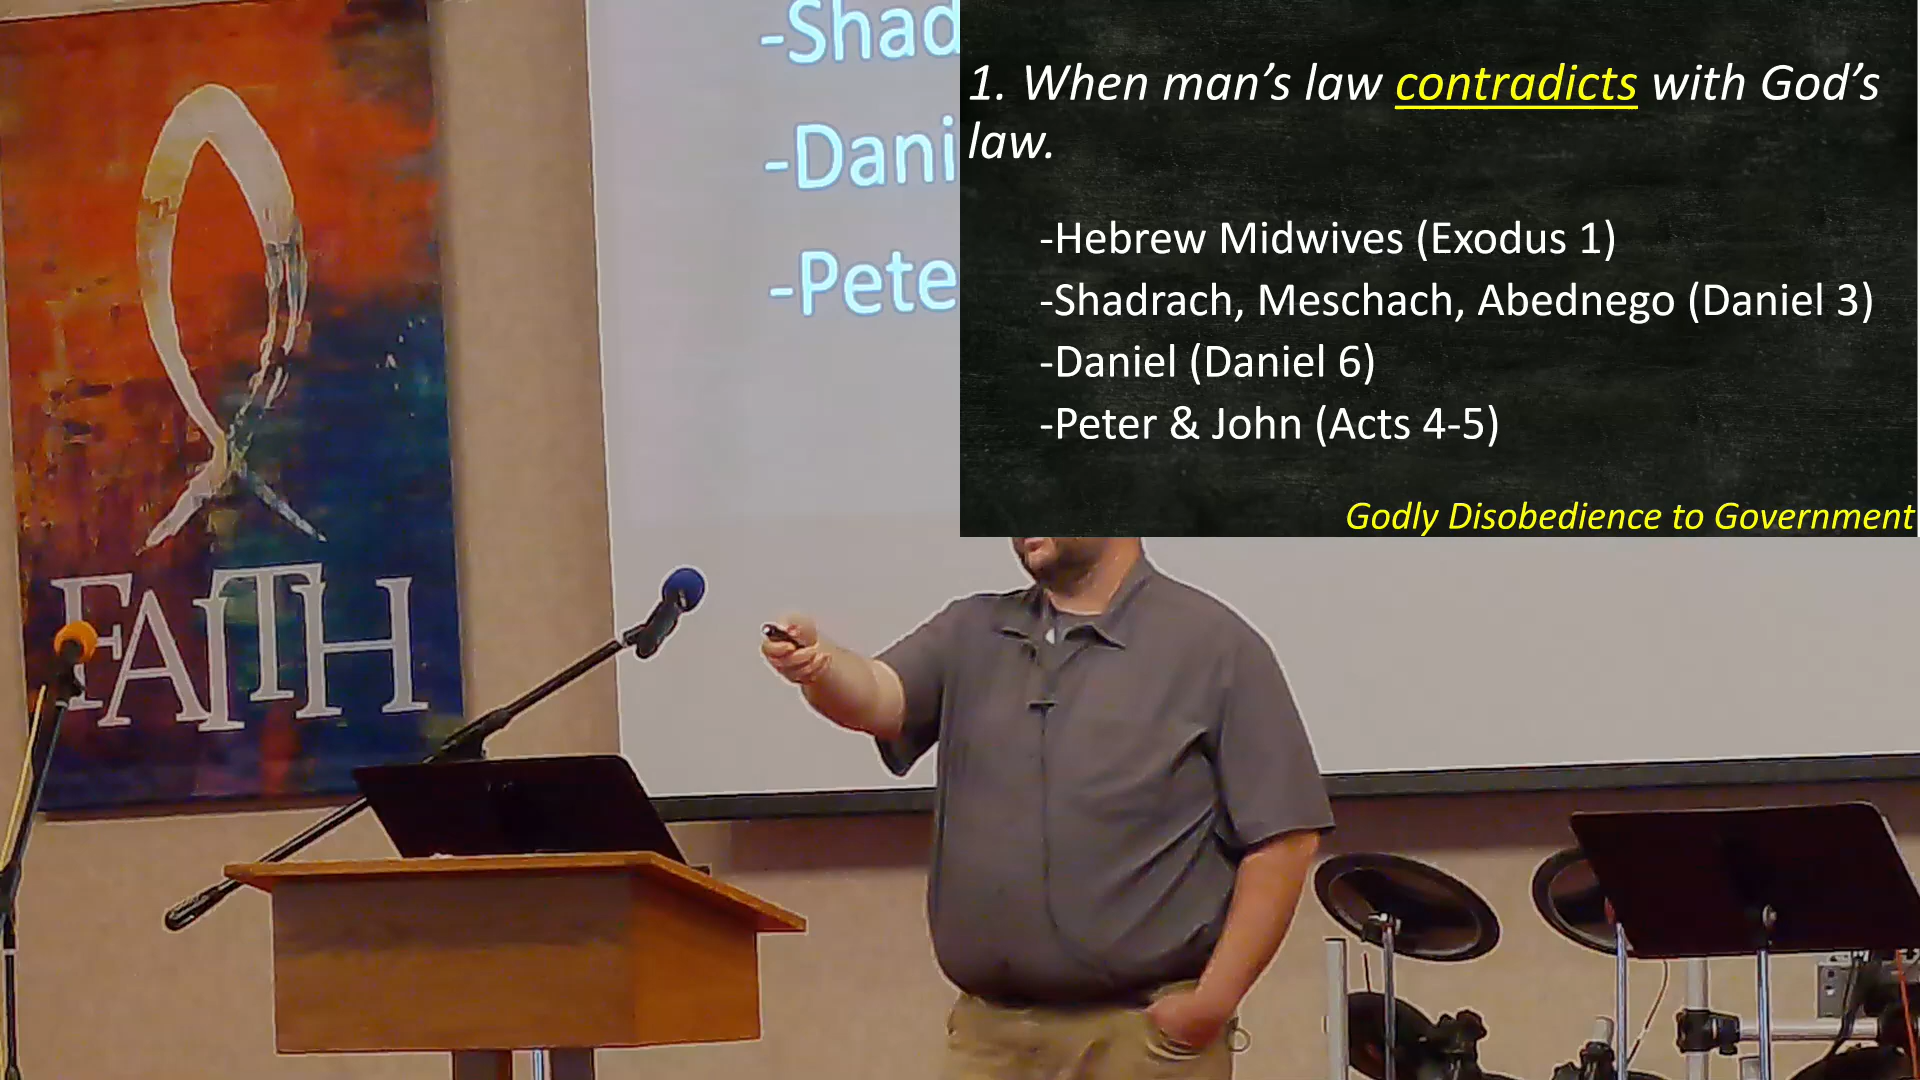 FAITH
-Shad
-Dani
-Pete
1. When man’s law contradicts with God’s
law.
-Hebrew Midwives (Exodus 1)
-Shadrach, Meschach, Abednego (Daniel 3)
-Daniel (Daniel 6)
-Peter & John (Acts 4-5)
Godly Disobedience to Government